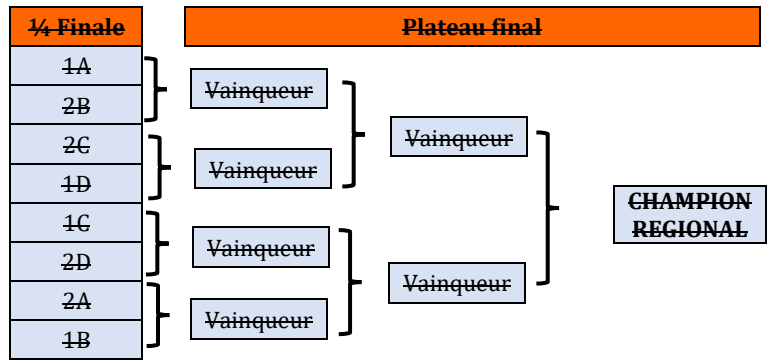 ¼ Finale
Plateau final
1A
2B
2C
1D
1C
2D
2A
1B
Vainqueur
Vainqueur
Vainqueur
Vainqueur
Vainqueur
Vainqueur
CHAMPION
REGIONAL